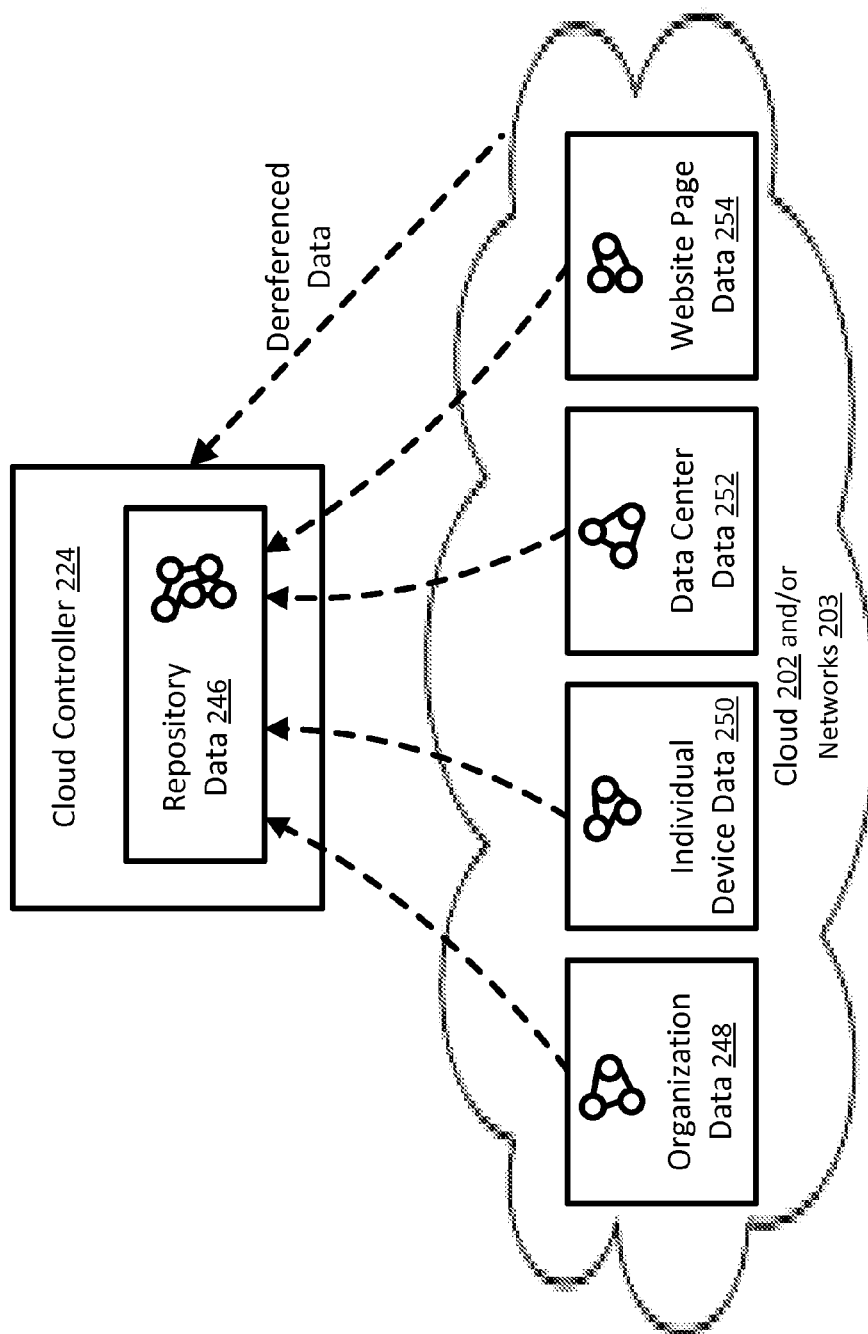 Cloud Controller 224
Repository
Data 246
Dereferenced
Data
Organization
Data 248
Individual
Device Data 250
Data Center
Data 252
Website Page
Data 254
Cloud 202 and/or
Networks 203